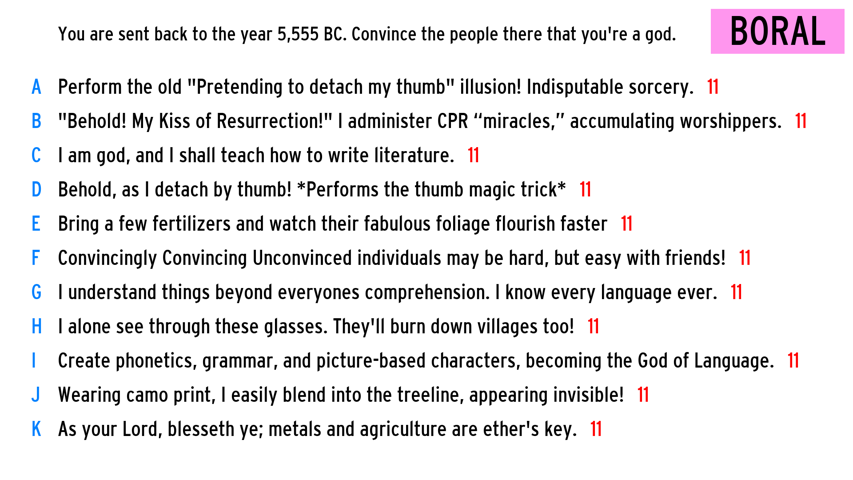 You are sent back to the year 5,555 BC. Convince the people there that you're a god.
BORAL
A Perform the old "Pretending to detach my thumb" illusion! Indisputable sorcery. 11
B "Behold! My Kiss of Resurrection!" I administer CPR “miracles,” accumulating worshippers. 11
C I am god, and I shall teach how to write literature. 11
D Behold, as I detach by thumb! *Performs the thumb magic trick* 11
E Bring a few fertilizers and watch their fabulous foliage flourish faster 11
F Convincingly Convincing Unconvinced individuals may be hard, but easy with friends! 11
G I understand things beyond everyones comprehension. I know every language ever. 11
H I alone see through these glasses. They'll burn down villages too! 11
I Create phonetics, grammar, and picture-based characters, becoming the God of Language. 11
J Wearing camo print, I easily blend into the treeline, appearing invisible! 11
K As your Lord, blesseth ye; metals and agriculture are ether's key. 11